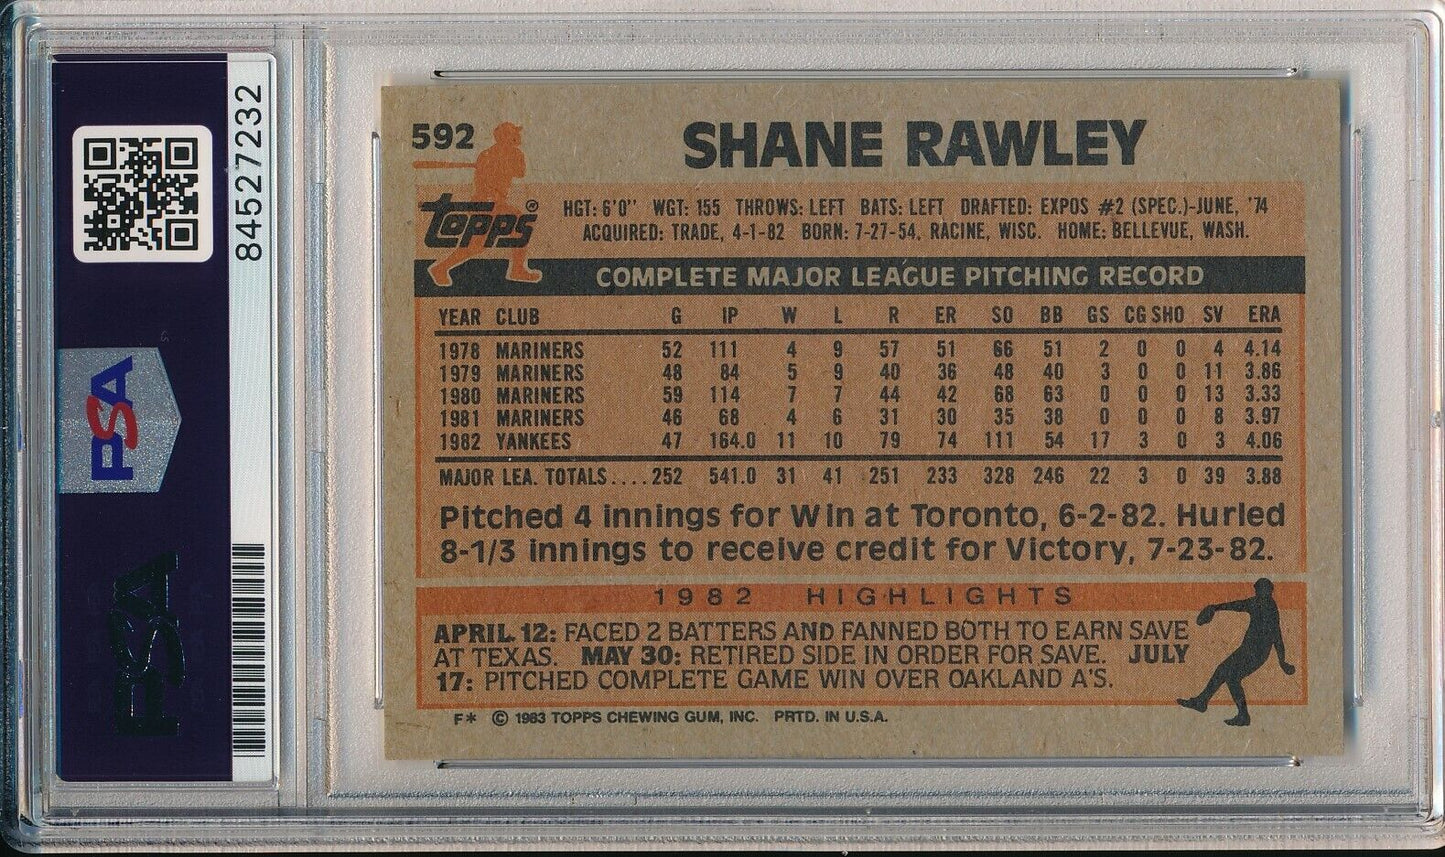 84527232
PSA
PSA
592
SHANE RAWLEY
topps®
HGT: 6'0" WGT: 155 THROWS: LEFT BATS: LEFT DRAFTED: EXPOS #2 (SPEC.)-JUNE, '74
ACQUIRED: TRADE, 4-1-82 BORN: 7-27-54, RACINE, WISC. HOME: BELLEVUE, WASH.
COMPLETE MAJOR LEAGUE PITCHING RECORD
YEAR CLUB G IP W L R ER SO BB GS CG SHO SV ERA
1978 MARINERS 52 111 4 9 57 51 66 51 2 0 0 4 4.14
1979 MARINERS 48 84 5 9 40 36 48 40 3 0 0 11 3.86
1980 MARINERS 59 114 7 7 44 42 68 63 0 0 0 13 3.33
1981 MARINERS 46 68 4 6 31 30 35 38 0 0 0 8 3.97
1982 YANKEES 47 164.0 11 10 79 74 111 54 17 3 0 3 4.06
MAJOR LEA. TOTALS....252 541.0 31 41 251 233 328 246 22 3 0 39 3.88
Pitched 4 innings for Win at Toronto, 6-2-82. Hurled
8-1/3 innings to receive credit for Victory, 7-23-82.
1982 HIGHLIGHTS
APRIL 12: FACED 2 BATTERS AND FANNED BOTH TO EARN SAVE
AT TEXAS. MAY 30: RETIRED SIDE IN ORDER FOR SAVE. JULY
17: PITCHED COMPLETE GAME WIN OVER OAKLAND A'S.
F* © 1983 TOPPS CHEWING GUM, INC. PRTD. IN U.S.A.